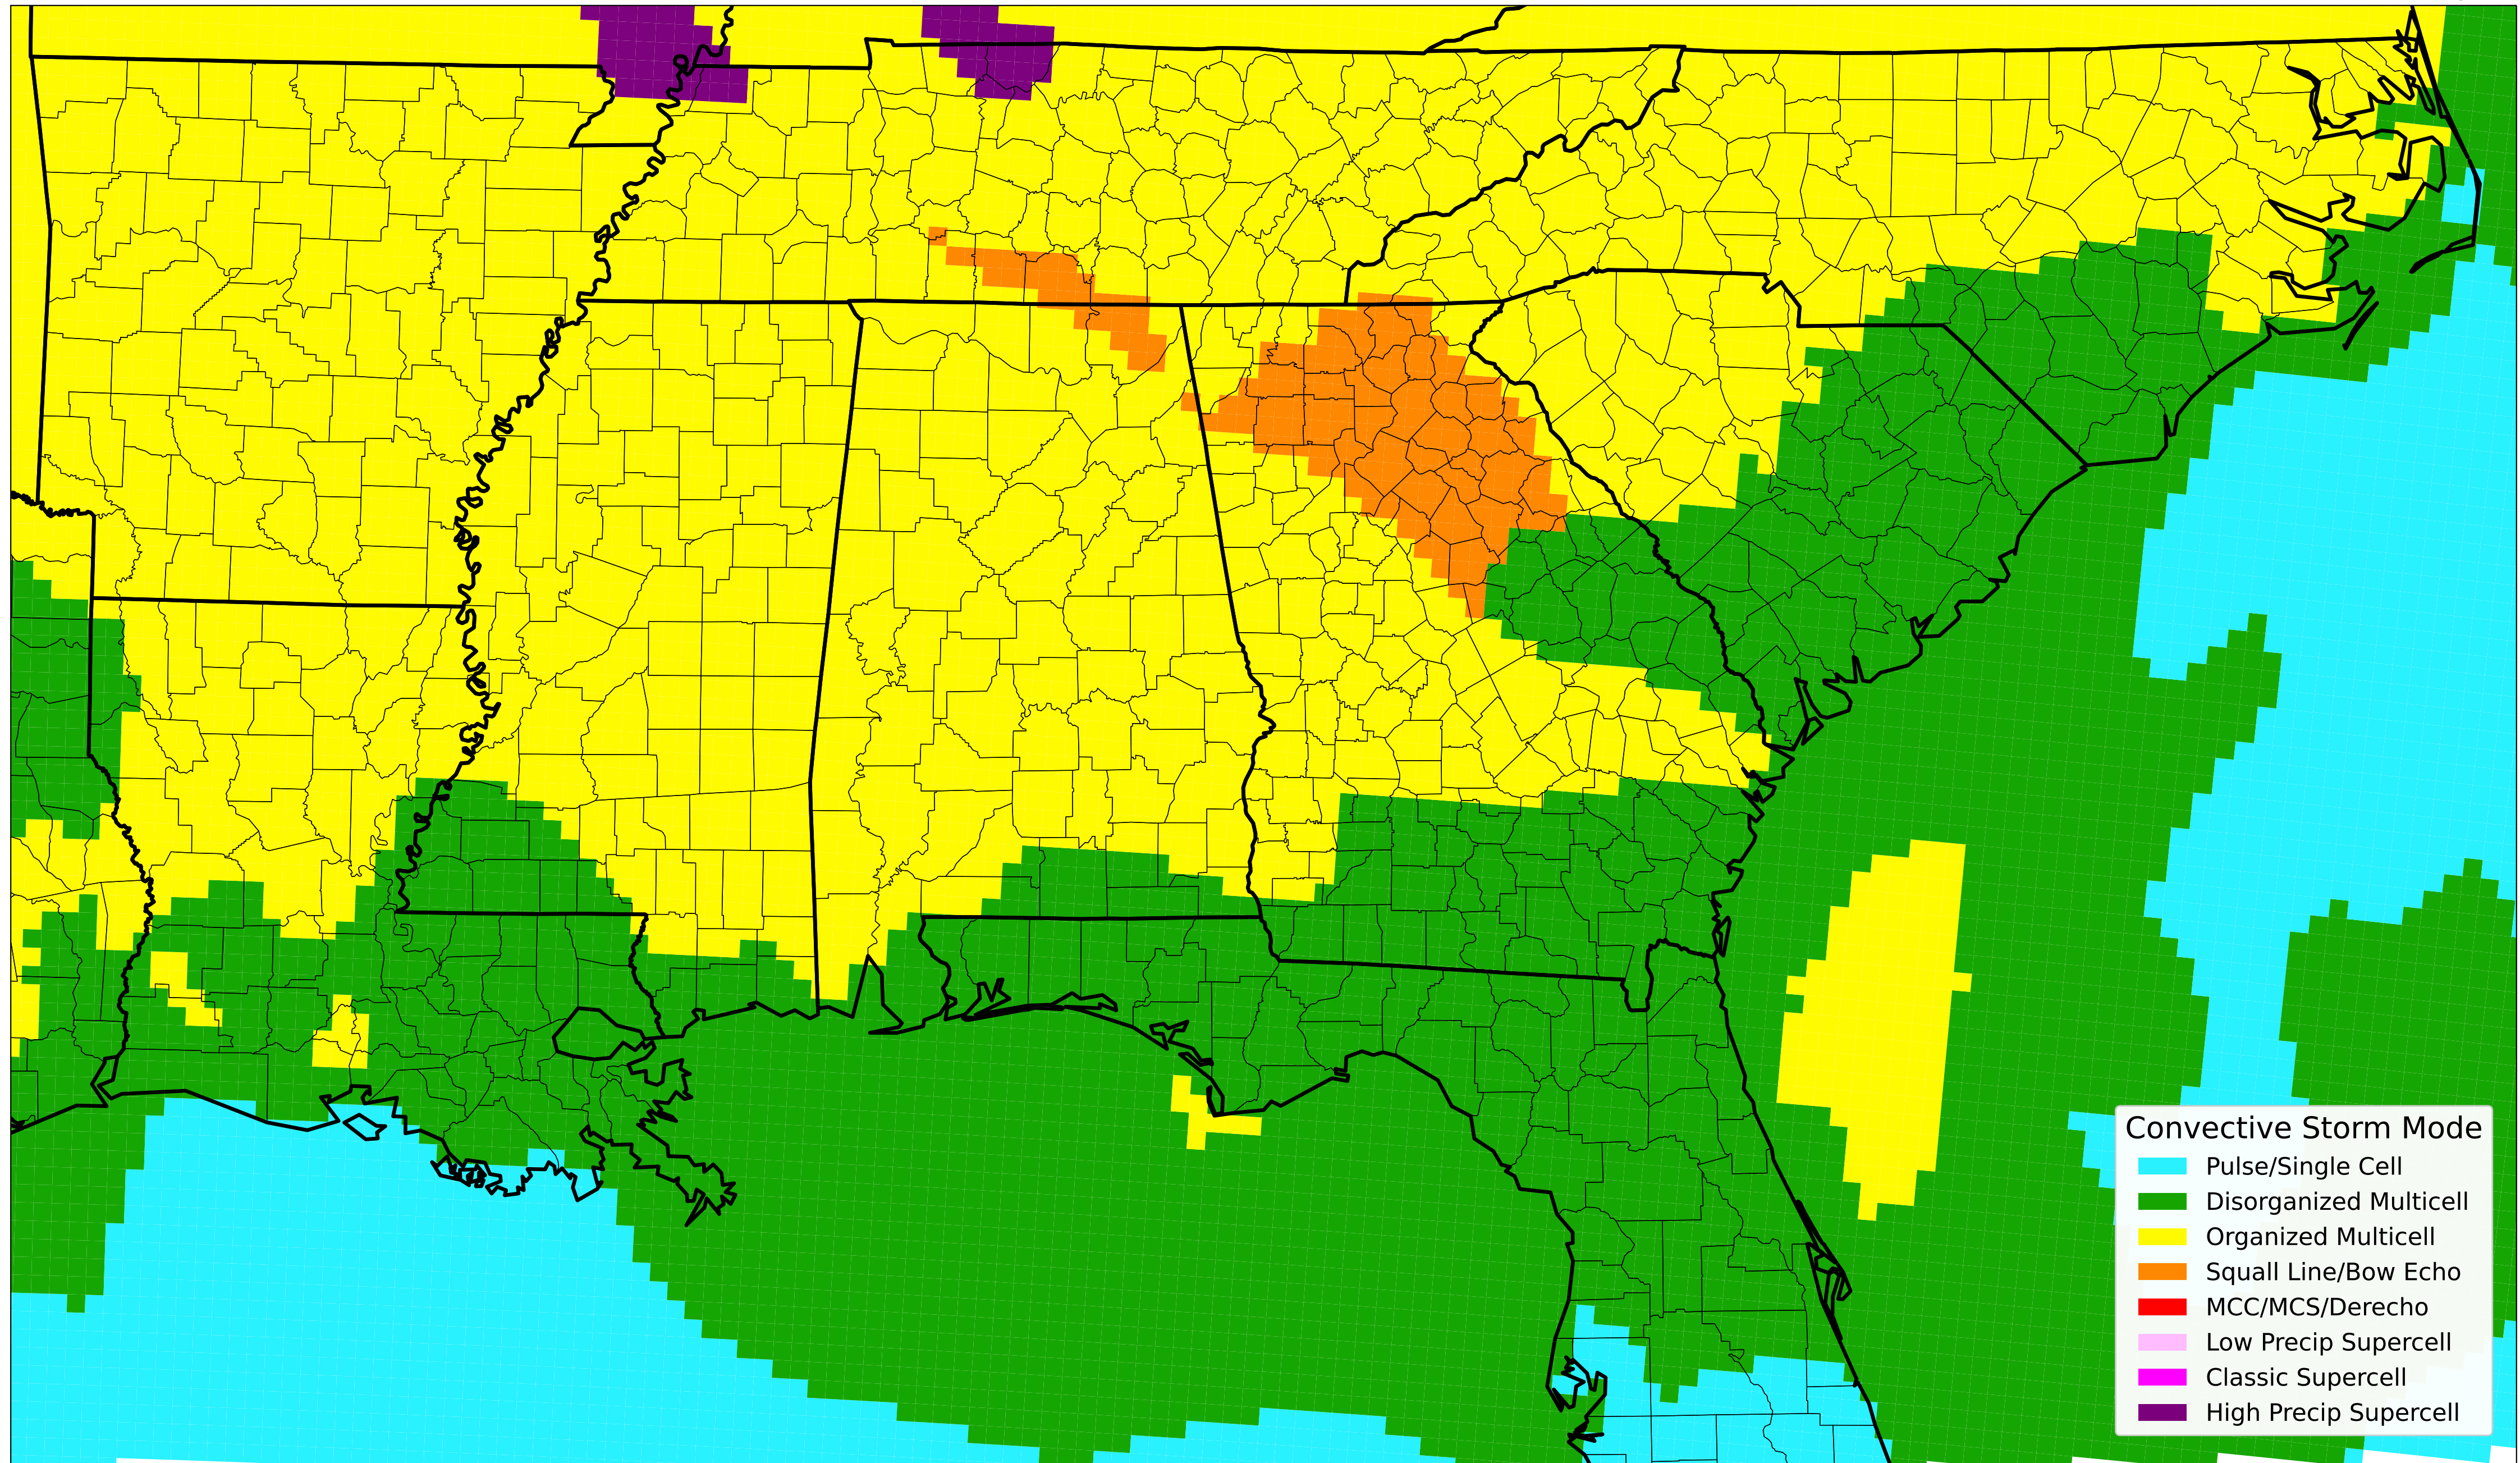 Convective Storm Mode
Pulse/Single Cell
Disorganized Multicell
Organized Multicell
Squall Line/Bow Echo
MCC/MCS/Derecho
Low Precip Supercell
Classic Supercell
High Precip Supercell